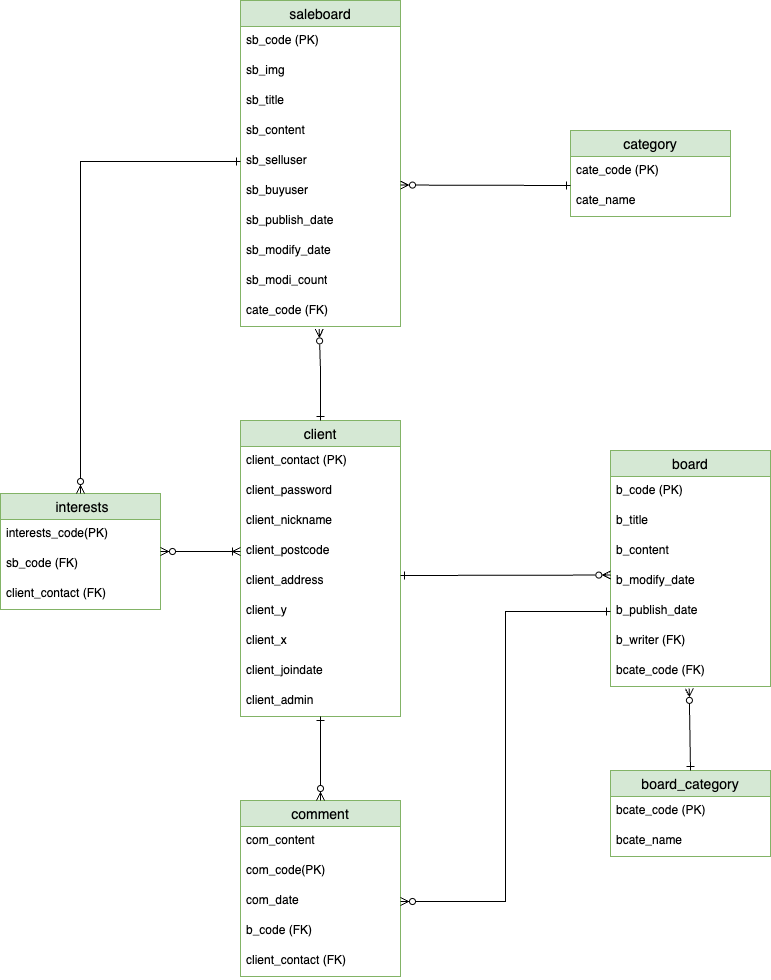 saleboard
sb_code (PK)
sb_img
sb_title
sb_content
sb_selluser
sb_buyuser
sb_publish_date
sb_modify_date
sb_modi_count
cate_code (FK)
category
cate_code (PK)
cate_name
client
client_contact (PK)
client_password
client_nickname
client_postcode
client_address
client_y
client_x
client_joindate
client_admin
board
b_code (PK)
b_title
b_content
b_modify_date
b_publish_date
b_writer (FK)
bcate_code (FK)
interests
interests_code(PK)
sb_code (FK)
client_contact (FK)
board_category
bcate_code (PK)
bcate_name
comment
com_content
com_code(PK)
com_date
b_code (FK)
client_contact (FK)